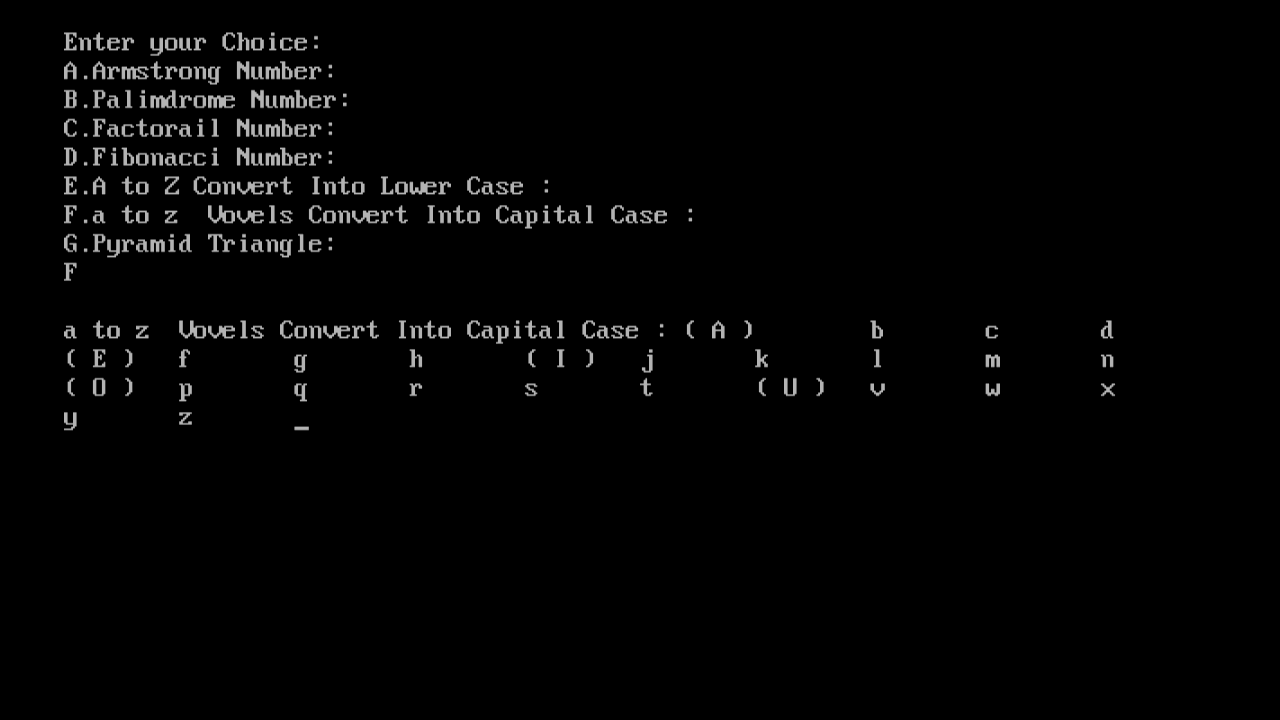 Enter your Choice:
A.Armstrong Number:
B.Palimdrome Number:
C.Factorail Number:
D.Fibonacci Number:
E.A to Z Convert Into Lower Case :
F.a to z  Vovels Convert Into Capital Case :
G.Pyramid Triangle:
F
a to z  Vovels Convert Into Capital Case : ( A )        b       c       d
( E )   f       g       h       ( I )   j       k       l       m       n
( O )   p       q       r       s       t       ( U )   v       w       x
y       z       _